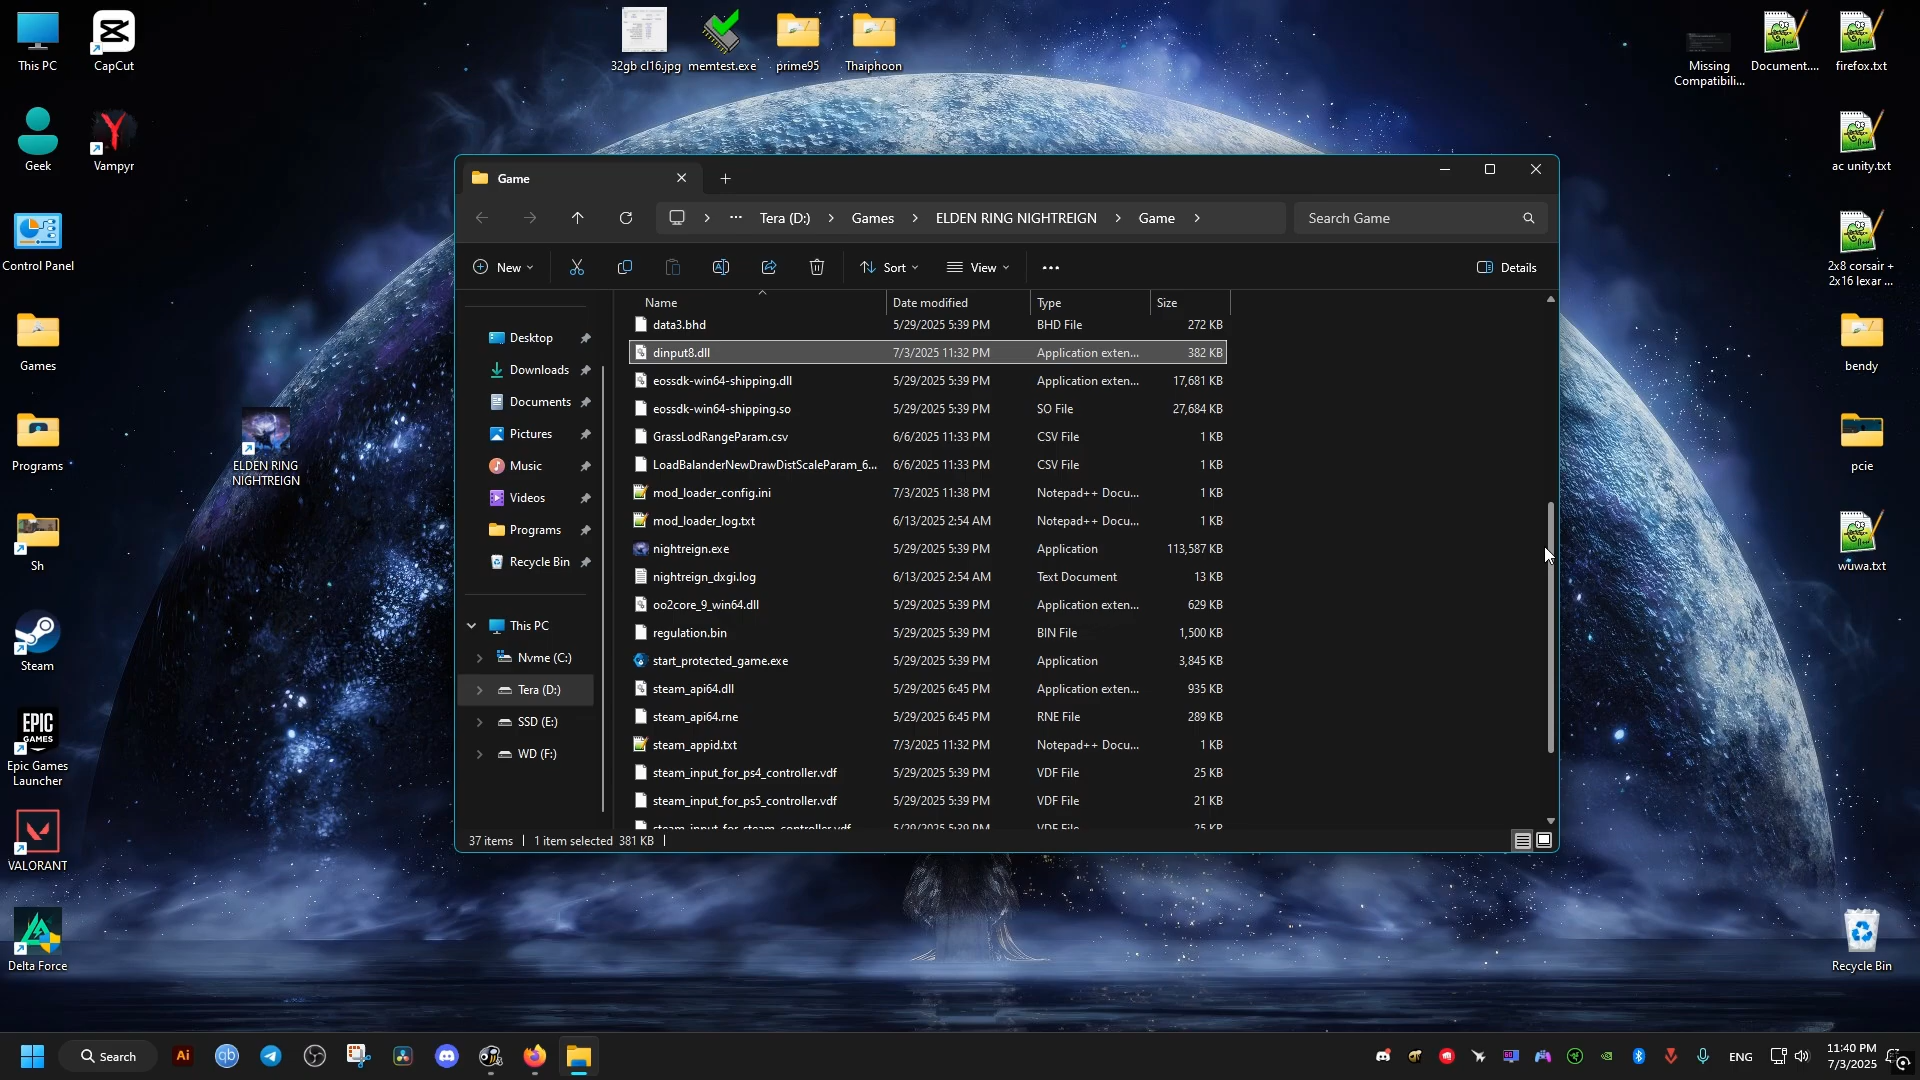 This PC
CapCut
Geek
Vampyr
Control Panel
Games
Programs
ELDEN RING
NIGHTREIGN
Sh
Steam
EPIC
GAMES
Epic Games
Launcher
VALORANT
Delta Force
32gb cl16.jpg
memtest.exe
prime95
Thaiphoon
Missing
Compatibili...
Document....
firefox.txt
ac unity.txt
2x8 corsair +
2x16 lexar ...
bendy
pcie
wuwa.txt
Recycle Bin
Game
Tera (D:)
Games
ELDEN RING NIGHTREIGN
Game
Search Game
New
Sort
View
Details
Desktop
Downloads
Documents
Pictures
Music
Videos
Programs
Recycle Bin
This PC
Nvme (C:)
Tera (D:)
SSD (E:)
WD (F:)
Name Date modified Type Size
data3.bhd 5/29/2025 5:39 PM BHD File 272 KB
dinput8.dll 7/3/2025 11:32 PM Application exten... 382 KB
eossdk-win64-shipping.dll 5/29/2025 5:39 PM Application exten... 17,681 KB
eossdk-win64-shipping.so 5/29/2025 5:39 PM SO File 27,684 KB
GrassLodRangeParam.csv 6/6/2025 11:33 PM CSV File 1 KB
LoadBalanderNewDrawDistScaleParam_6... 6/6/2025 11:33 PM CSV File 1 KB
mod_loader_config.ini 7/3/2025 11:38 PM Notepad++ Docu... 1 KB
mod_loader_log.txt 6/13/2025 2:54 AM Notepad++ Docu... 1 KB
nightreign.exe 5/29/2025 5:39 PM Application 113,587 KB
nightreign_dxgi.log 6/13/2025 2:54 AM Text Document 13 KB
oo2core_9_win64.dll 5/29/2025 5:39 PM Application exten... 629 KB
regulation.bin 5/29/2025 5:39 PM BIN File 1,500 KB
start_protected_game.exe 5/29/2025 5:39 PM Application 3,845 KB
steam_api64.dll 5/29/2025 6:45 PM Application exten... 935 KB
steam_api64.rne 5/29/2025 6:45 PM RNE File 289 KB
steam_appid.txt 7/3/2025 11:32 PM Notepad++ Docu... 1 KB
steam_input_for_ps4_controller.vdf 5/29/2025 5:39 PM VDF File 25 KB
steam_input_for_ps5_controller.vdf 5/29/2025 5:39 PM VDF File 21 KB
steam_input_for_steam_controller.vdf 5/29/2025 5:39 PM VDF File 25 KB
37 items 1 item selected 381 KB
Search
Ai
qb
ENG
11:40 PM
7/3/2025